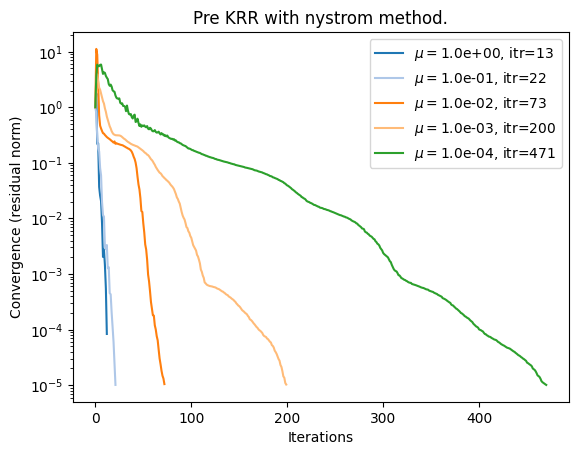 Pre KRR with nystrom method.
μ = 1.0e+00, itr=13
μ = 1.0e-01, itr=22
μ = 1.0e-02, itr=73
μ = 1.0e-03, itr=200
μ = 1.0e-04, itr=471
Convergence (residual norm)
10¹
10⁰
10⁻¹
10⁻²
10⁻³
10⁻⁴
10⁻⁵
0 100 200 300 400
Iterations